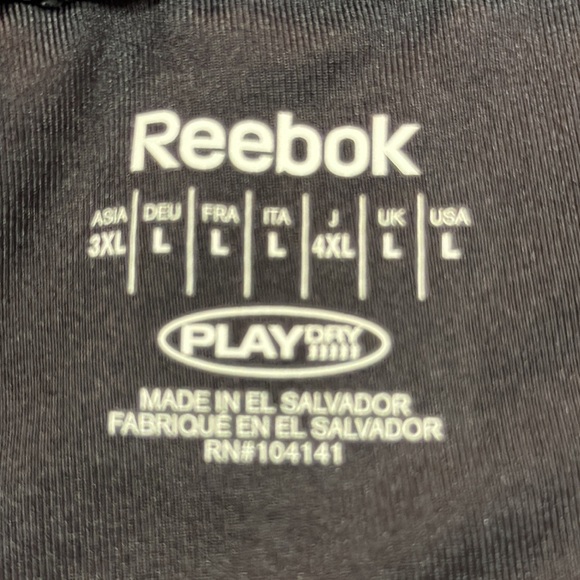 Reebok
ASIA DEU FRA ITA J UK USA
3XL L L L 4XL L L
PLAYDRY
MADE IN EL SALVADOR
FABRIQUÉ EN EL SALVADOR
RN#104141